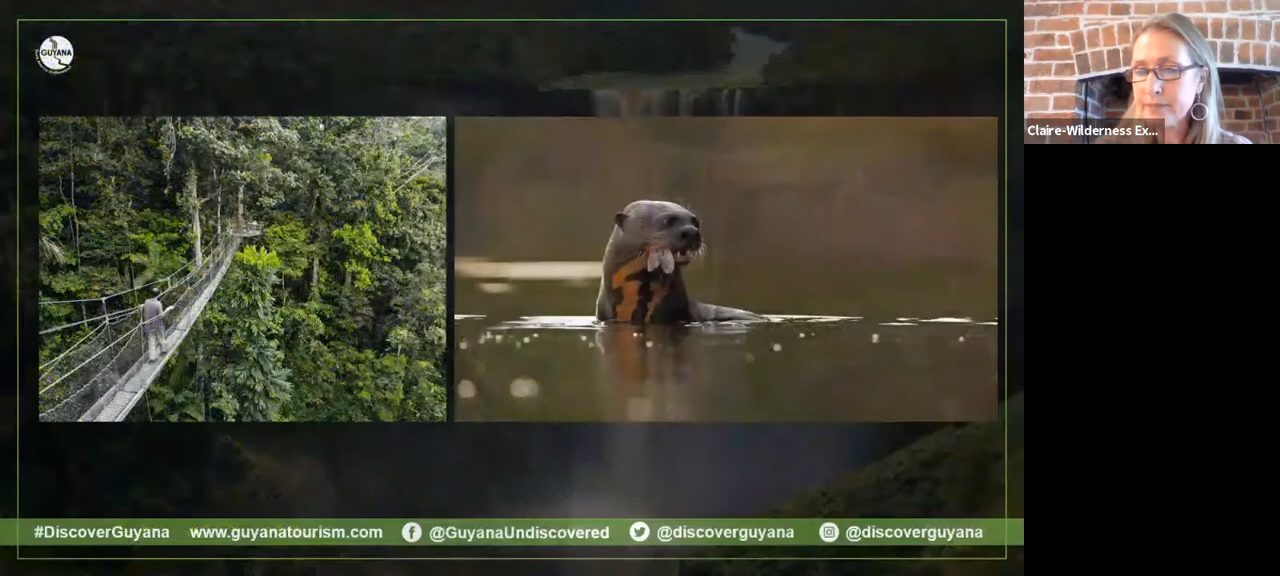 GUYANA
#DiscoverGuyana www.guyanatourism.com @GuyanaUndiscovered @discoverguyana @discoverguyana
Claire-Wilderness Ex...